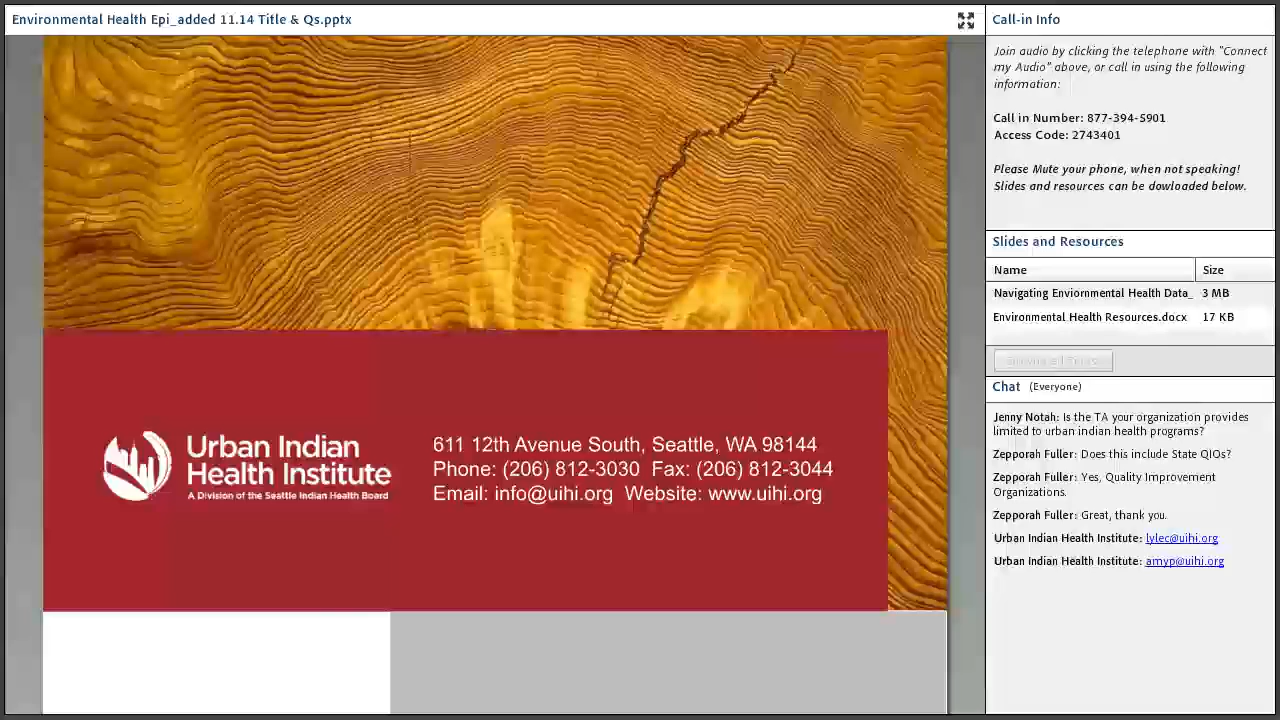 Environmental Health Epi_added 11.14 Title & Qs.pptx
Urban Indian
Health Institute
A Division of the Seattle Indian Health Board
611 12th Avenue South, Seattle, WA 98144
Phone: (206) 812-3030 Fax: (206) 812-3044
Email: info@uihi.org Website: www.uihi.org
Call-in Info
Join audio by clicking the telephone with "Connect
my Audio" above, or call in using the following
information:
Call in Number: 877-394-5901
Access Code: 2743401
Please Mute your phone, when not speaking!
Slides and resources can be dowloaded below.
Slides and Resources
Name Size
Navigating Enviornmental Health Data_ 3 MB
Environmental Health Resources.docx 17 KB
Chat (Everyone)
Jenny Notah: Is the TA your organization provides
limited to urban indian health programs?
Zepporah Fuller: Does this include State QIOs?
Zepporah Fuller: Yes, Quality Improvement
Organizations.
Zepporah Fuller: Great, thank you.
Urban Indian Health Institute: lylec@uihi.org
Urban Indian Health Institute: amyp@uihi.org